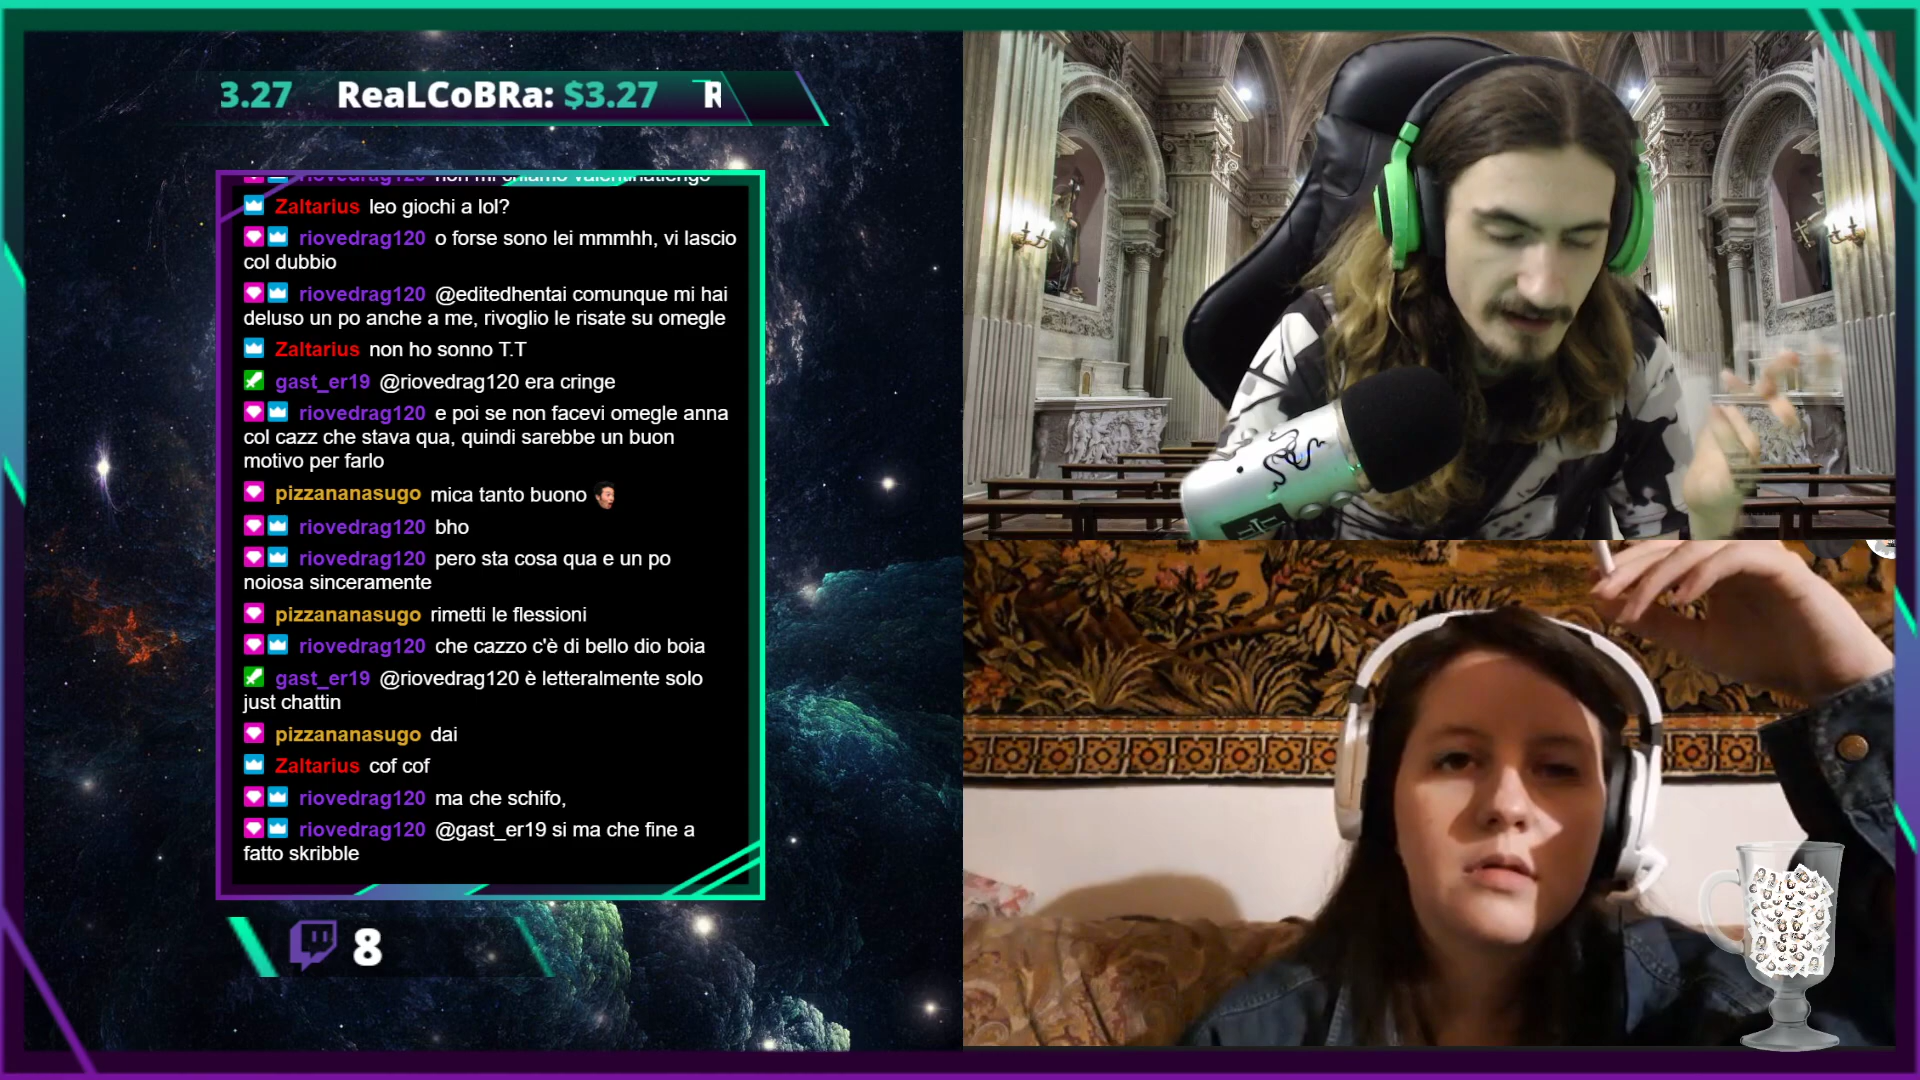 3.27 ReaLCoBRa: $3.27 R
riovedrag120 non mi chiamo valentinatiengo
Zaltarius leo giochi a lol?
riovedrag120 o forse sono lei mmmhh, vi lascio
col dubbio
riovedrag120 @editedhentai comunque mi hai
deluso un po anche a me, rivoglio le risate su omegle
Zaltarius non ho sonno T.T
gast_er19 @riovedrag120 era cringe
riovedrag120 e poi se non facevi omegle anna
col cazz che stava qua, quindi sarebbe un buon
motivo per farlo
pizzananasugo mica tanto buono
riovedrag120 bho
riovedrag120 pero sta cosa qua e un po
noiosa sinceramente
pizzananasugo rimetti le flessioni
riovedrag120 che cazzo c'è di bello dio boia
gast_er19 @riovedrag120 è letteralmente solo
just chattin
pizzananasugo dai
Zaltarius cof cof
riovedrag120 ma che schifo,
riovedrag120 @gast_er19 si ma che fine a
fatto skribble
8